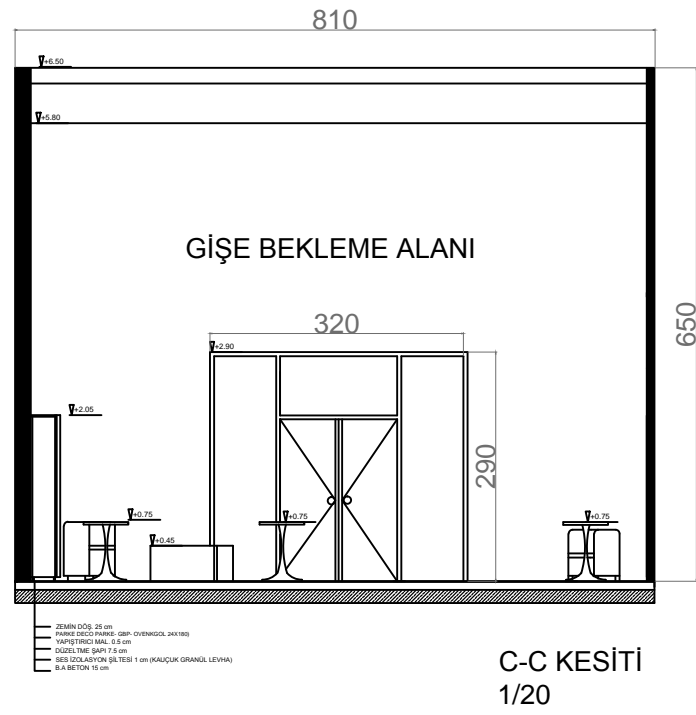 810
+6.50
+5.80
GİŞE BEKLEME ALANI
650
320
+2.90
290
+2.05
+0.75
+0.75
+0.75
+0.45
ZEMİN DÖŞ. 25 cm
PARKE DECO PARKE- GBP- OVENKGOL 24X180)
YAPIŞTIRICI MAL. 0.5 cm
DÜZELTME ŞAPI 7.5 cm
SES İZOLASYON ŞİLTESİ 1 cm (KAUÇUK GRANÜL LEVHA)
B.A BETON 15 cm
C-C KESİTİ
1/20